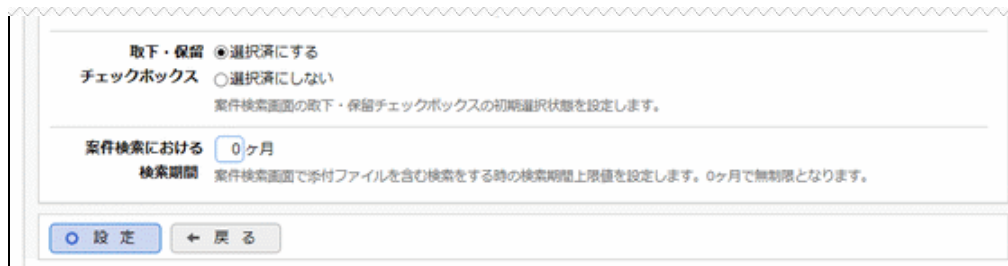 取下・保留 ◉選択済にする
チェックボックス ○選択済にしない
案件検索画面の取下・保留チェックボックスの初期選択状態を設定します。
案件検索における 0ヶ月
検索期間 案件検索画面で添付ファイルを含む検索をする時の検索期間上限値を設定します。0ヶ月で無制限となります。
設 定 ← 戻 る